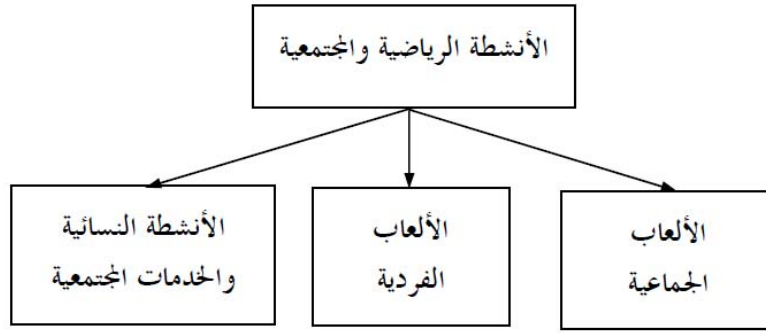 الأنشطة الرياضية والمجتمعية
الألعاب
الجماعية
الألعاب
الفردية
الأنشطة النسائية
والخدمات المجتمعية